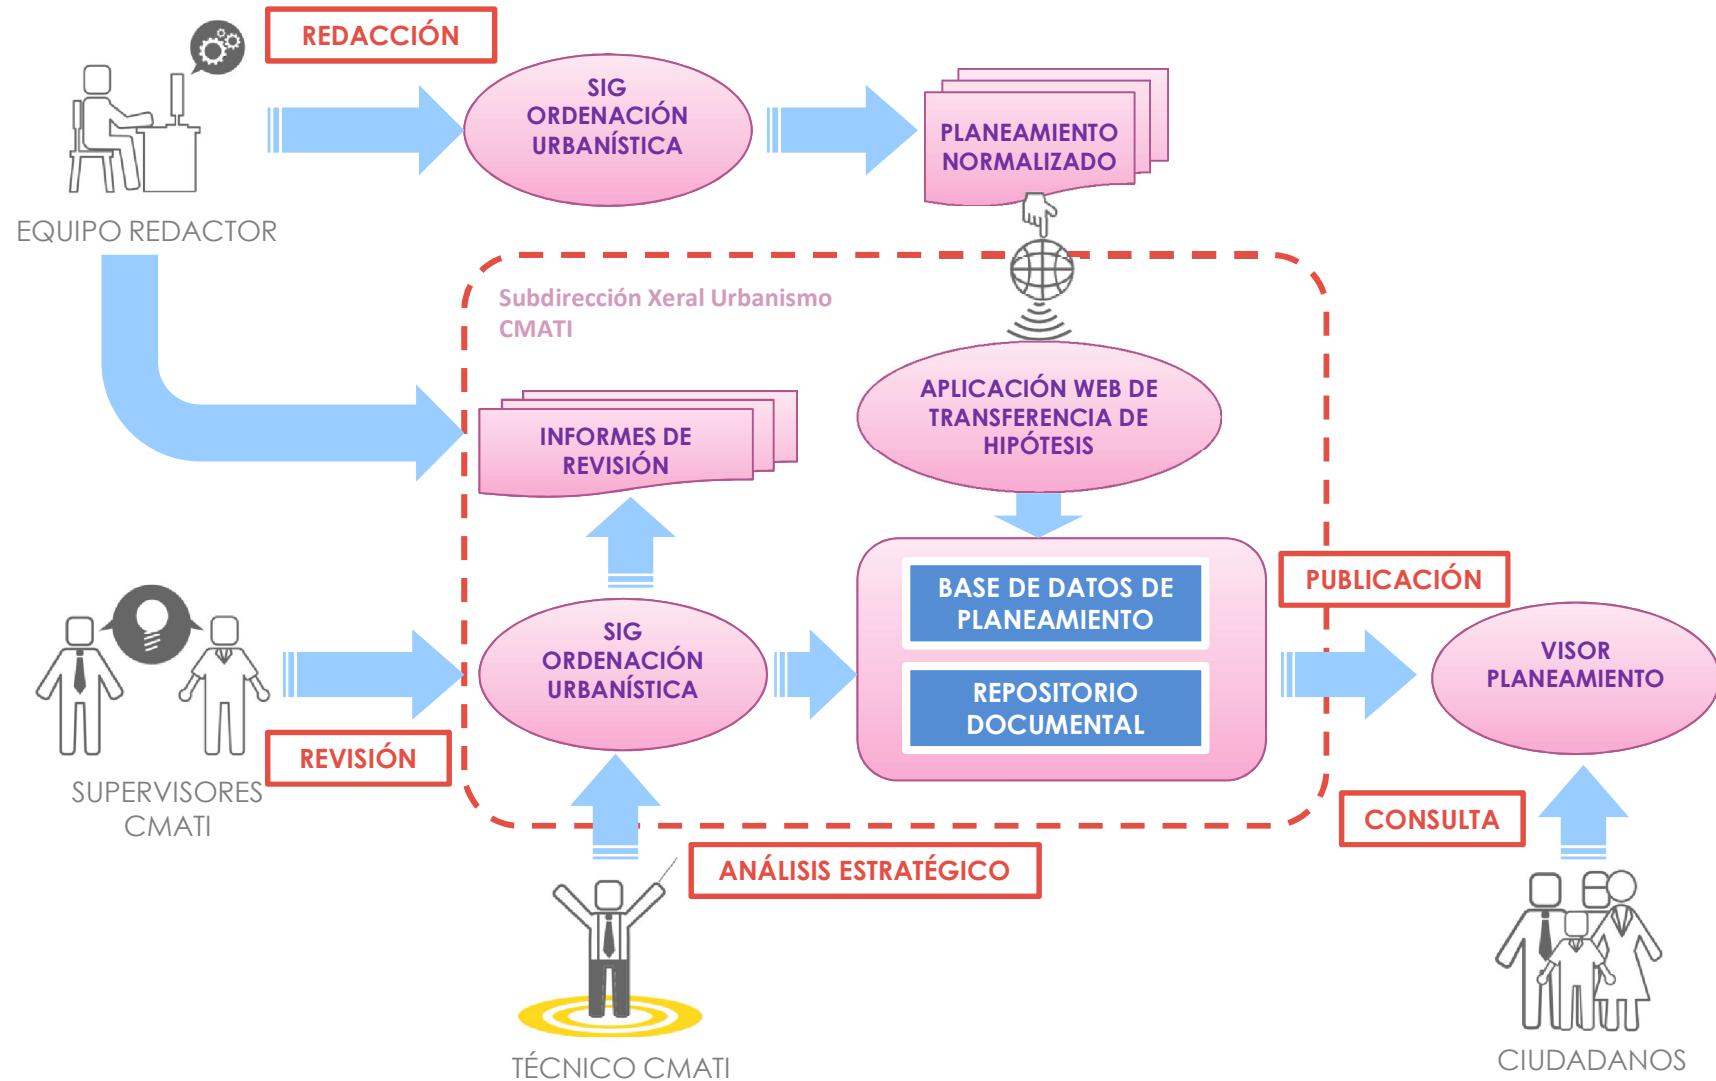 REDACCIÓN
SIG
ORDENACIÓN
URBANÍSTICA
PLANEAMIENTO
NORMALIZADO
EQUIPO REDACTOR
Subdirección Xeral Urbanismo
CMATI
APLICACIÓN WEB DE
TRANSFERENCIA DE
HIPÓTESIS
INFORMES DE
REVISIÓN
BASE DE DATOS DE
PLANEAMIENTO
REPOSITORIO
DOCUMENTAL
PUBLICACIÓN
SIG
ORDENACIÓN
URBANÍSTICA
VISOR
PLANEAMIENTO
REVISIÓN
SUPERVISORES
CMATI
CONSULTA
ANÁLISIS ESTRATÉGICO
TÉCNICO CMATI
CIUDADANOS